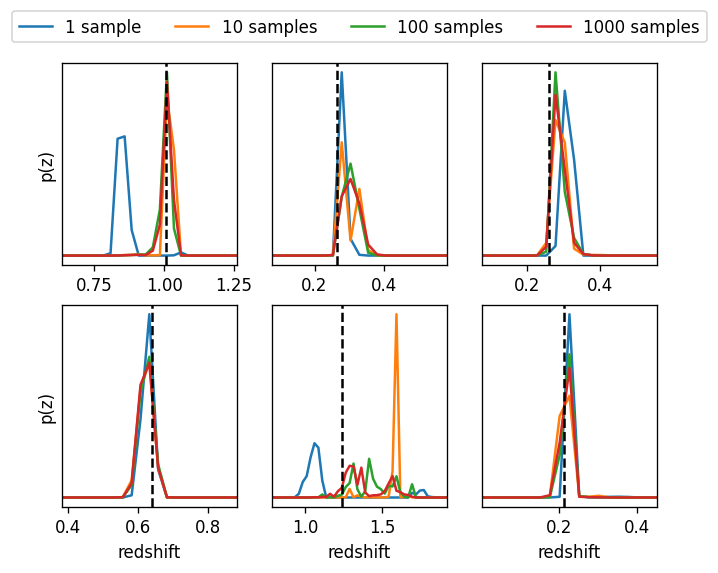 1 sample 10 samples 100 samples 1000 samples
p(z)
0.75 1.00 1.25 0.2 0.4 0.2 0.4
p(z)
0.4 0.6 0.8 1.0 1.5 0.2 0.4
redshift redshift redshift